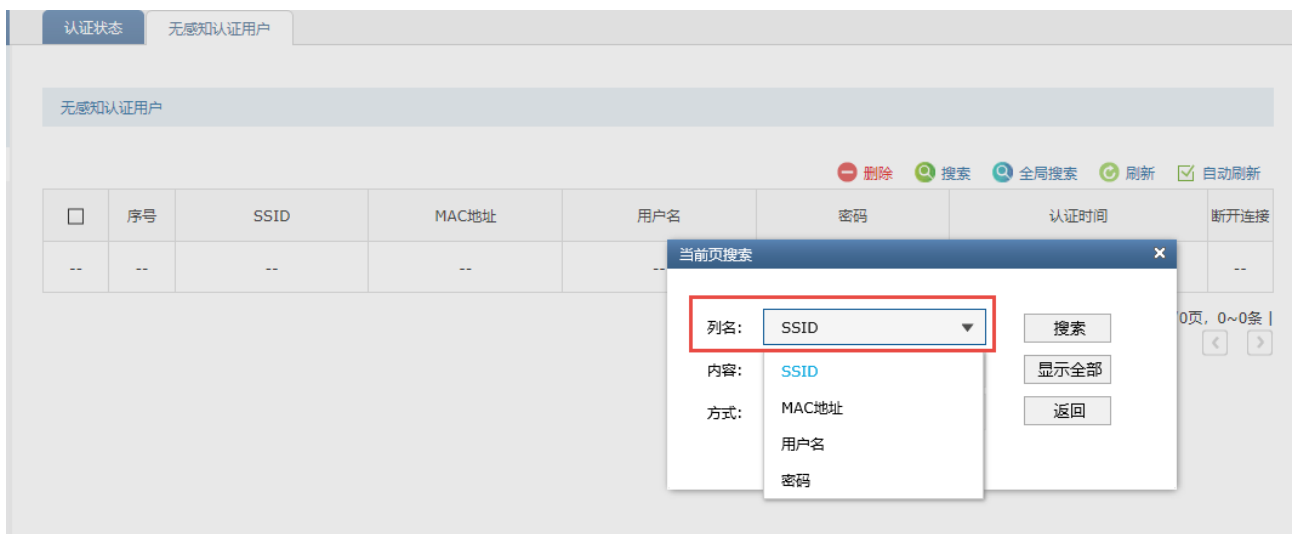 认证状态 无感知认证用户
无感知认证用户
删除 搜索 全局搜索 刷新 自动刷新
序号 SSID MAC地址 用户名 密码 认证时间 断开连接
-- -- -- -- -- --
当前页搜索
列名: SSID 搜索
0页, 0~0条 |
内容: SSID 显示全部
方式: MAC地址 返回
用户名
密码